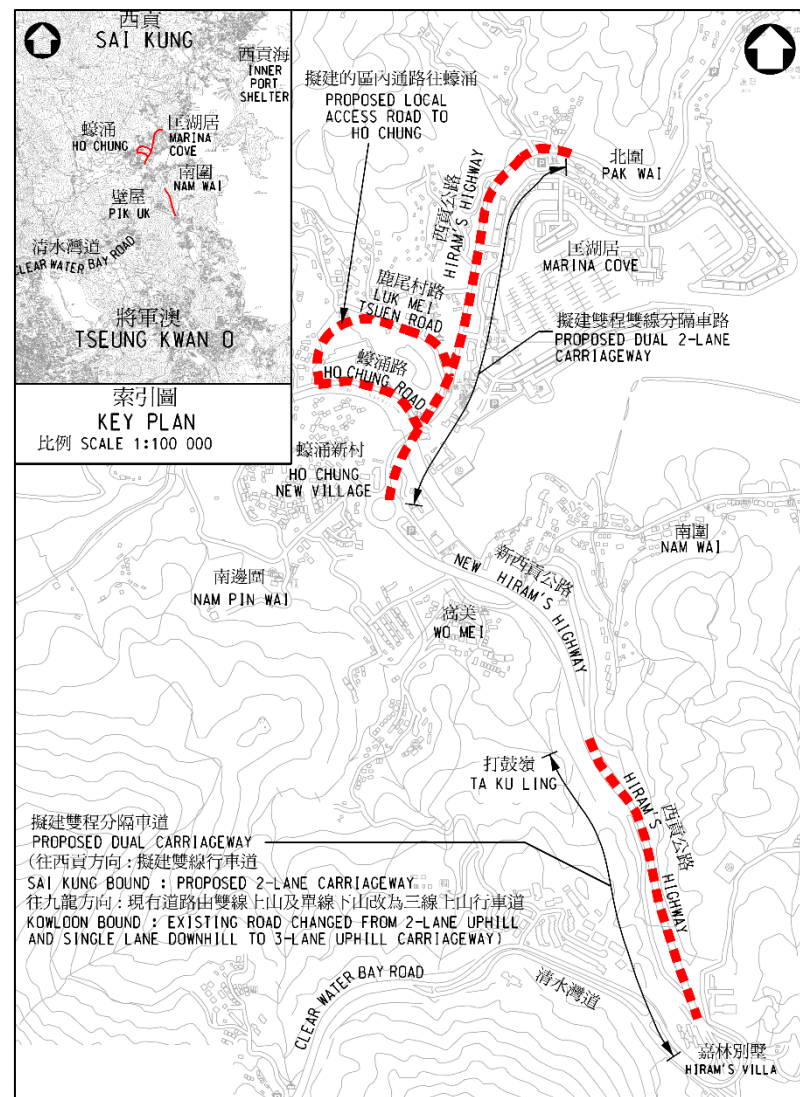 西貢
SAI KUNG
西貢海
INNER
PORT
SHELTER
蠔涌
HO CHUNG
匡湖居
MARINA
COVE
南圍
NAM WAI
壁屋
PIK UK
清水灣道
CLEAR WATER BAY ROAD
將軍澳
TSEUNG KWAN O
索引圖
KEY PLAN
比例 SCALE 1:100 000
擬建的區內通路往蠔涌
PROPOSED LOCAL
ACCESS ROAD TO
HO CHUNG
西貢公路
HIRAM'S HIGHWAY
北圍
PAK WAI
匡湖居
MARINA COVE
鹿尾村路
LUK MEI
TSUEN ROAD
擬建雙程雙線分隔車路
PROPOSED DUAL 2-LANE
CARRIAGEWAY
蠔涌路
HO CHUNG ROAD
蠔涌新村
HO CHUNG
NEW VILLAGE
南圍
NAM WAI
新西貢公路
NEW HIRAM'S HIGHWAY
南邊圍
NAM PIN WAI
窩美
WO MEI
打鼓嶺
TA KU LING
西貢公路
HIRAM'S HIGHWAY
擬建雙程分隔車道
PROPOSED DUAL CARRIAGEWAY
(往西貢方向：擬建雙線行車道
SAI KUNG BOUND : PROPOSED 2-LANE CARRIAGEWAY
往九龍方向：現有道路由雙線上山及單線下山改為三線上山行車道
KOWLOON BOUND : EXISTING ROAD CHANGED FROM 2-LANE UPHILL
AND SINGLE LANE DOWNHILL TO 3-LANE UPHILL CARRIAGEWAY)
CLEAR WATER BAY ROAD
清水灣道
嘉林別墅
HIRAM'S VILLA